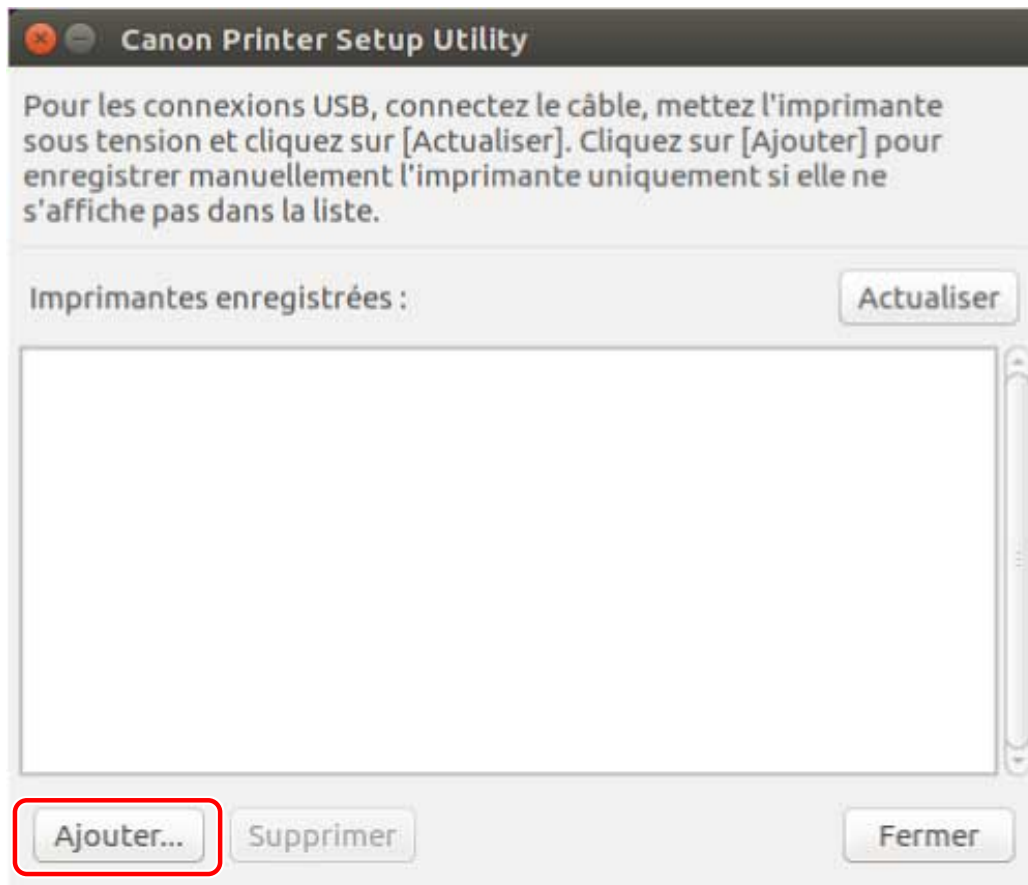 Canon Printer Setup Utility
Pour les connexions USB, connectez le câble, mettez l'imprimante
sous tension et cliquez sur [Actualiser]. Cliquez sur [Ajouter] pour
enregistrer manuellement l'imprimante uniquement si elle ne
s'affiche pas dans la liste.
Imprimantes enregistrées :
Actualiser
Ajouter...
Supprimer
Fermer